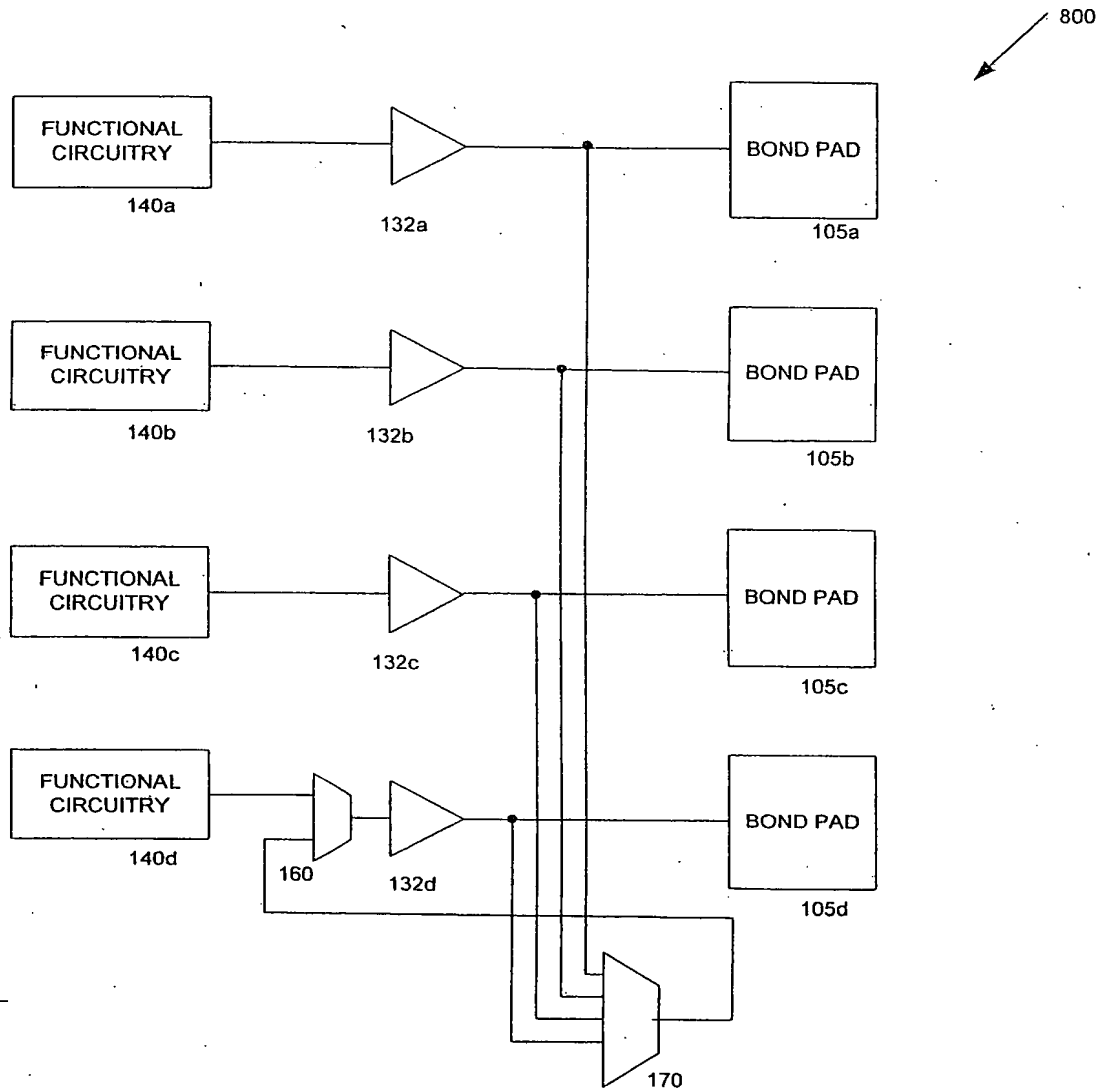 800
FUNCTIONAL
CIRCUITRY
140a
132a
BOND PAD
105a
FUNCTIONAL
CIRCUITRY
140b
132b
BOND PAD
105b
FUNCTIONAL
CIRCUITRY
140c
132c
BOND PAD
105c
FUNCTIONAL
CIRCUITRY
140d
160
132d
BOND PAD
105d
170